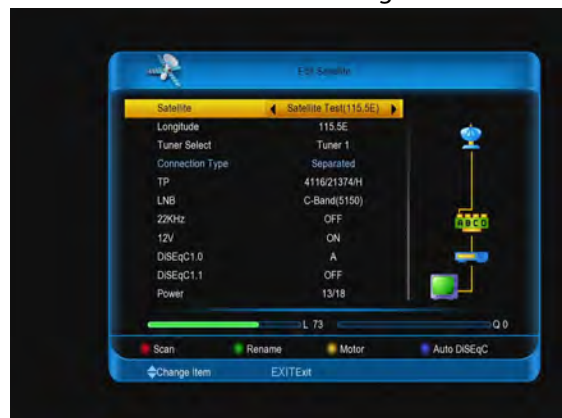 Edit Satellite
Satellite Satellite Test(115.5E)
Longitude 115.5E
Tuner Select Tuner 1
Connection Type Separated
TP 4116/21374/H
LNB C-Band(5150)
22KHz OFF
12V ON
DiSEqC1.0 A
DiSEqC1.1 OFF
Power 13/18
A B C D
L 73 Q 0
Scan Rename Motor Auto DiSEqC
Change Item EXITExit